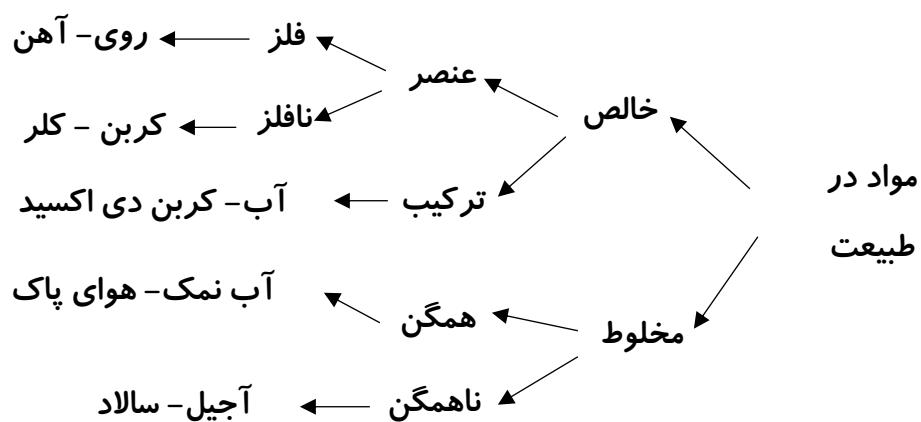 مواد در
طبیعت
خالص
عنصر
فلز
روی- آهن
نافلز
کربن - کلر
ترکیب
آب- کربن دی اکسید
مخلوط
همگن
آب نمک- هوای پاک
ناهمگن
آجیل- سالاد